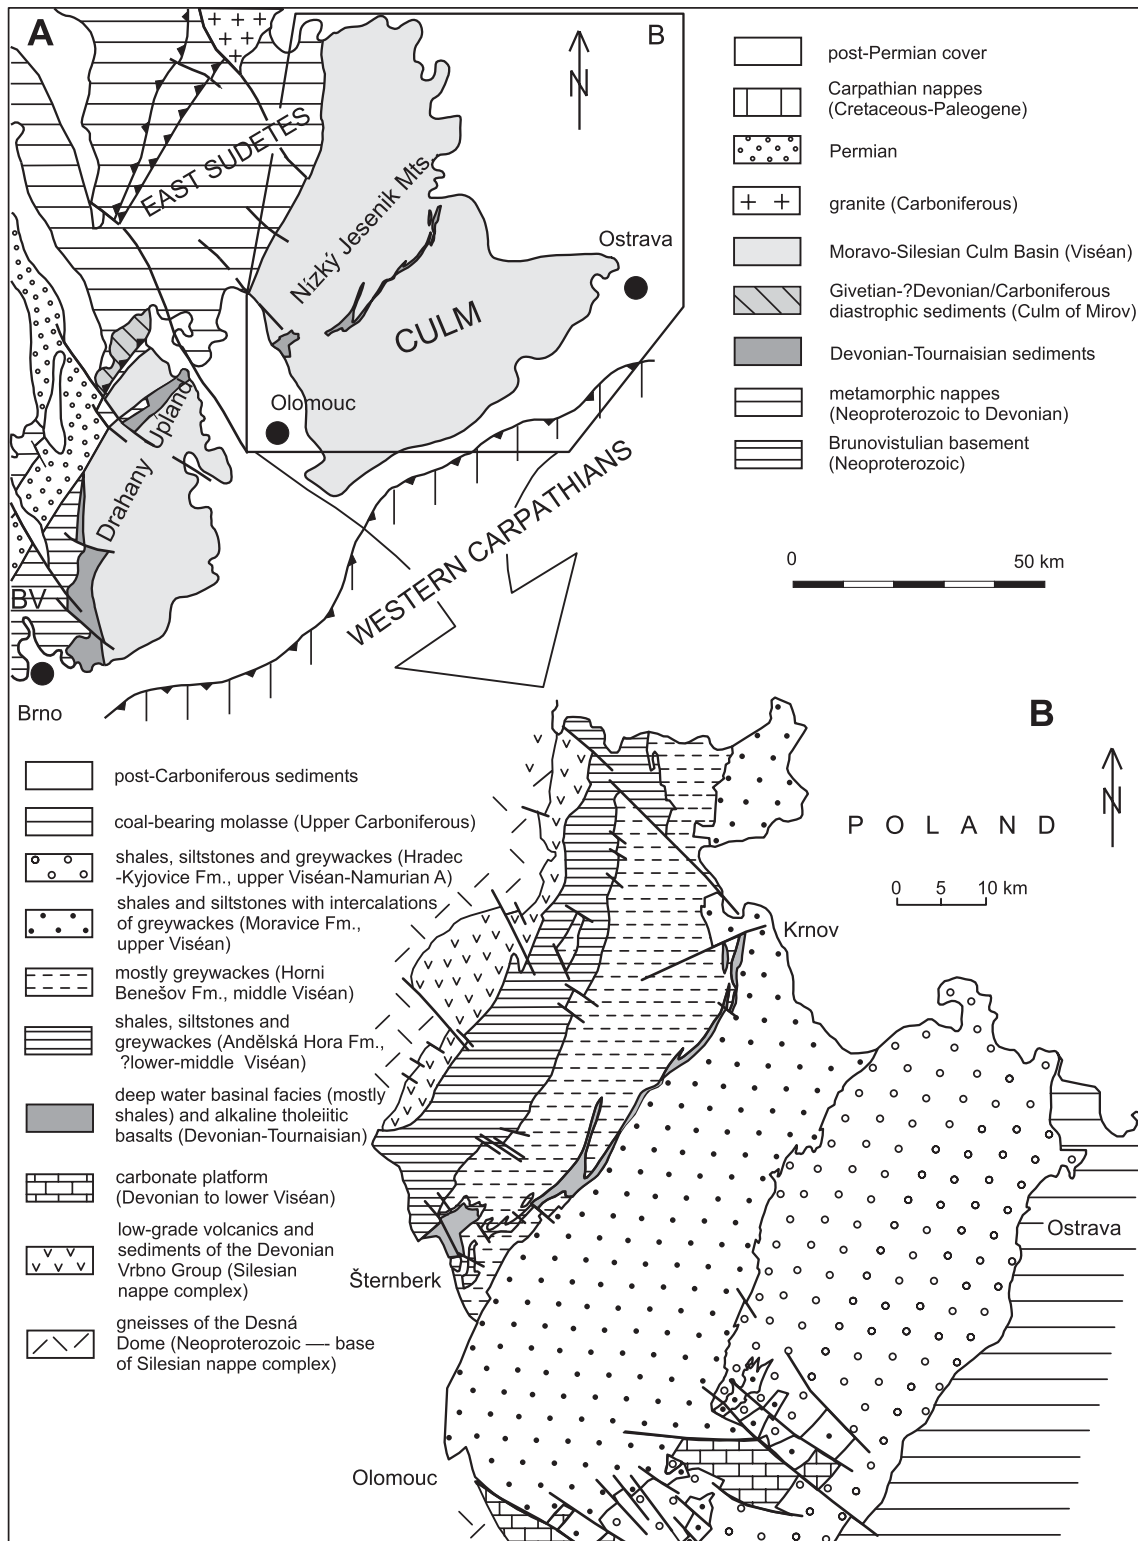 A
B
N
EAST SUDETES
Nízký Jeseník Mts.
Ostrava
CULM
Olomouc
Drahany Upland
WESTERN CARPATHIANS
BV
Brno
post-Permian cover
Carpathian nappes
(Cretaceous-Paleogene)
Permian
granite (Carboniferous)
Moravo-Silesian Culm Basin (Viséan)
Givetian-?Devonian/Carboniferous
diastrophic sediments (Culm of Mirov)
Devonian-Tournaisian sediments
metamorphic nappes
(Neoproterozoic to Devonian)
Brunovistulian basement
(Neoproterozoic)
0 50 km
B
N
POLAND
0 5 10 km
Krnov
Ostrava
Šternberk
Olomouc
post-Carboniferous sediments
coal-bearing molasse (Upper Carboniferous)
shales, siltstones and greywackes (Hradec
-Kyjovice Fm., upper Viséan-Namurian A)
shales and siltstones with intercalations
of greywackes (Moravice Fm.,
upper Viséan)
mostly greywackes (Horni
Benešov Fm., middle Viséan)
shales, siltstones and
greywackes (Andělská Hora Fm.,
?lower-middle Viséan)
deep water basinal facies (mostly
shales) and alkaline tholeiitic
basalts (Devonian-Tournaisian)
carbonate platform
(Devonian to lower Viséan)
low-grade volcanics and
sediments of the Devonian
Vrbno Group (Silesian
nappe complex)
gneisses of the Desná
Dome (Neoproterozoic —- base
of Silesian nappe complex)